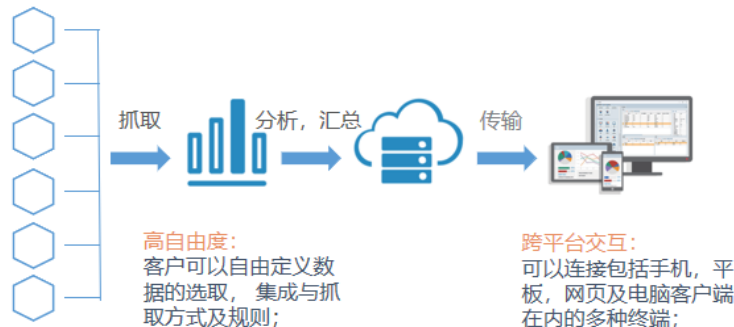 抓取
分析，汇总
传输
高自由度：
客户可以自由定义数
据的选取， 集成与抓
取方式及规则；
跨平台交互：
可以连接包括手机，平
板，网页及电脑客户端
在内的多种终端；